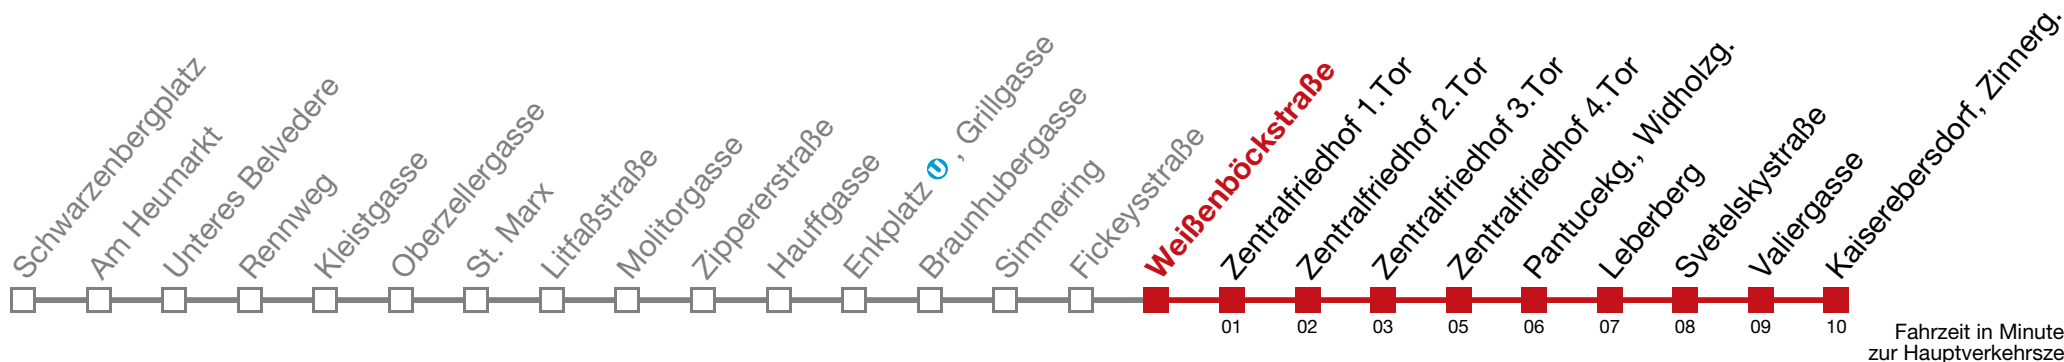 Schwarzenbergplatz
Am Heumarkt
Unteres Belvedere
Rennweg
Kleistgasse
Oberzellergasse
St. Marx
Litfaßstraße
Molitorgasse
Zippererstraße
Hauffgasse
Enkplatz U , Grillgasse
Braunhubergasse
Simmering
Fickeysstraße
Weißenböckstraße
Zentralfriedhof 1.Tor
Zentralfriedhof 2.Tor
Zentralfriedhof 3.Tor
Zentralfriedhof 4.Tor
Pantucekg., Widholzg.
Leberberg
Svetelskystraße
Valiergasse
Kaiserebersdorf, Zinnerg.
01 02 03 05 06 07 08 09 10
Fahrzeit in Minute
zur Hauptverkehrsze